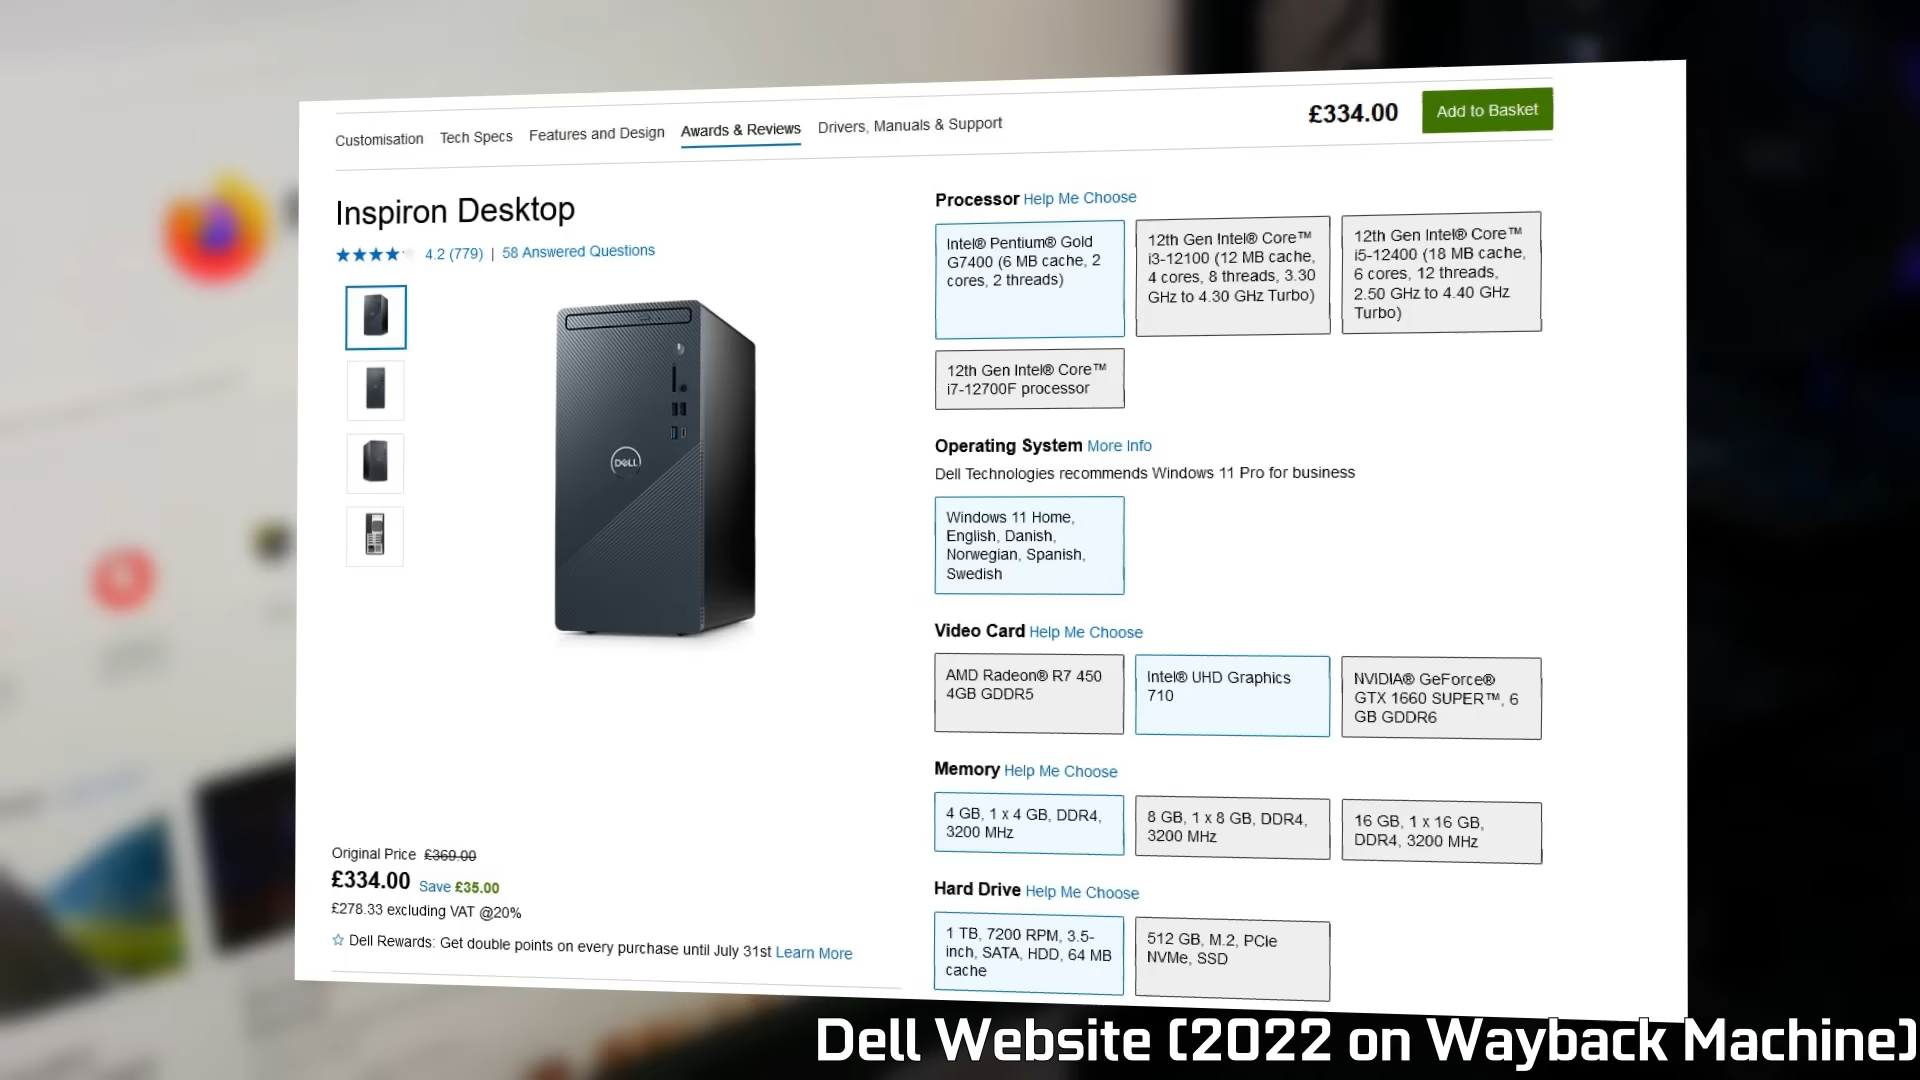 Customisation Tech Specs Features and Design Awards & Reviews Drivers, Manuals & Support £334.00 Add to Basket
Inspiron Desktop
4.2 (779) | 58 Answered Questions
DELL
Original Price £369.00
£334.00 Save £35.00
£278.33 excluding VAT @20%
Dell Rewards: Get double points on every purchase until July 31st Learn More
Processor Help Me Choose
Intel® Pentium® Gold
G7400 (6 MB cache, 2
cores, 2 threads)
12th Gen Intel® Core™
i3-12100 (12 MB cache,
4 cores, 8 threads, 3.30
GHz to 4.30 GHz Turbo)
12th Gen Intel® Core™
i5-12400 (18 MB cache,
6 cores, 12 threads,
2.50 GHz to 4.40 GHz
Turbo)
12th Gen Intel® Core™
i7-12700F processor
Operating System More Info
Dell Technologies recommends Windows 11 Pro for business
Windows 11 Home,
English, Danish,
Norwegian, Spanish,
Swedish
Video Card Help Me Choose
AMD Radeon® R7 450
4GB GDDR5
Intel® UHD Graphics
710
NVIDIA® GeForce®
GTX 1660 SUPER™, 6
GB GDDR6
Memory Help Me Choose
4 GB, 1 x 4 GB, DDR4,
3200 MHz
8 GB, 1 x 8 GB, DDR4,
3200 MHz
16 GB, 1 x 16 GB,
DDR4, 3200 MHz
Hard Drive Help Me Choose
1 TB, 7200 RPM, 3.5-
inch, SATA, HDD, 64 MB
cache
512 GB, M.2, PCIe
NVMe, SSD
Dell Website (2022 on Wayback Machine)